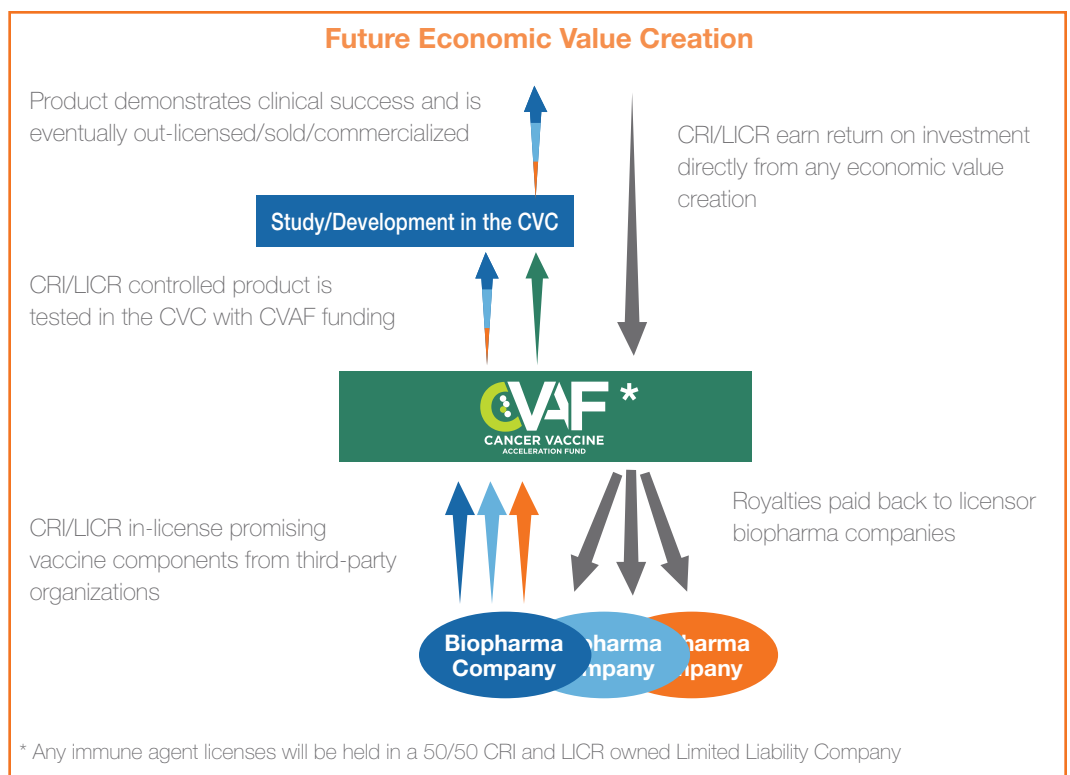 Future Economic Value Creation
Product demonstrates clinical success and is
eventually out-licensed/sold/commercialized
CRI/LICR earn return on investment
directly from any economic value
creation
Study/Development in the CVC
CRI/LICR controlled product is
tested in the CVC with CVAF funding
CVAF *
CANCER VACCINE
ACCELERATION FUND
CRI/LICR in-license promising
vaccine components from third-party
organizations
Royalties paid back to licensor
biopharma companies
Biopharma
Company
pharma
mpany
harma
pany
* Any immune agent licenses will be held in a 50/50 CRI and LICR owned Limited Liability Company